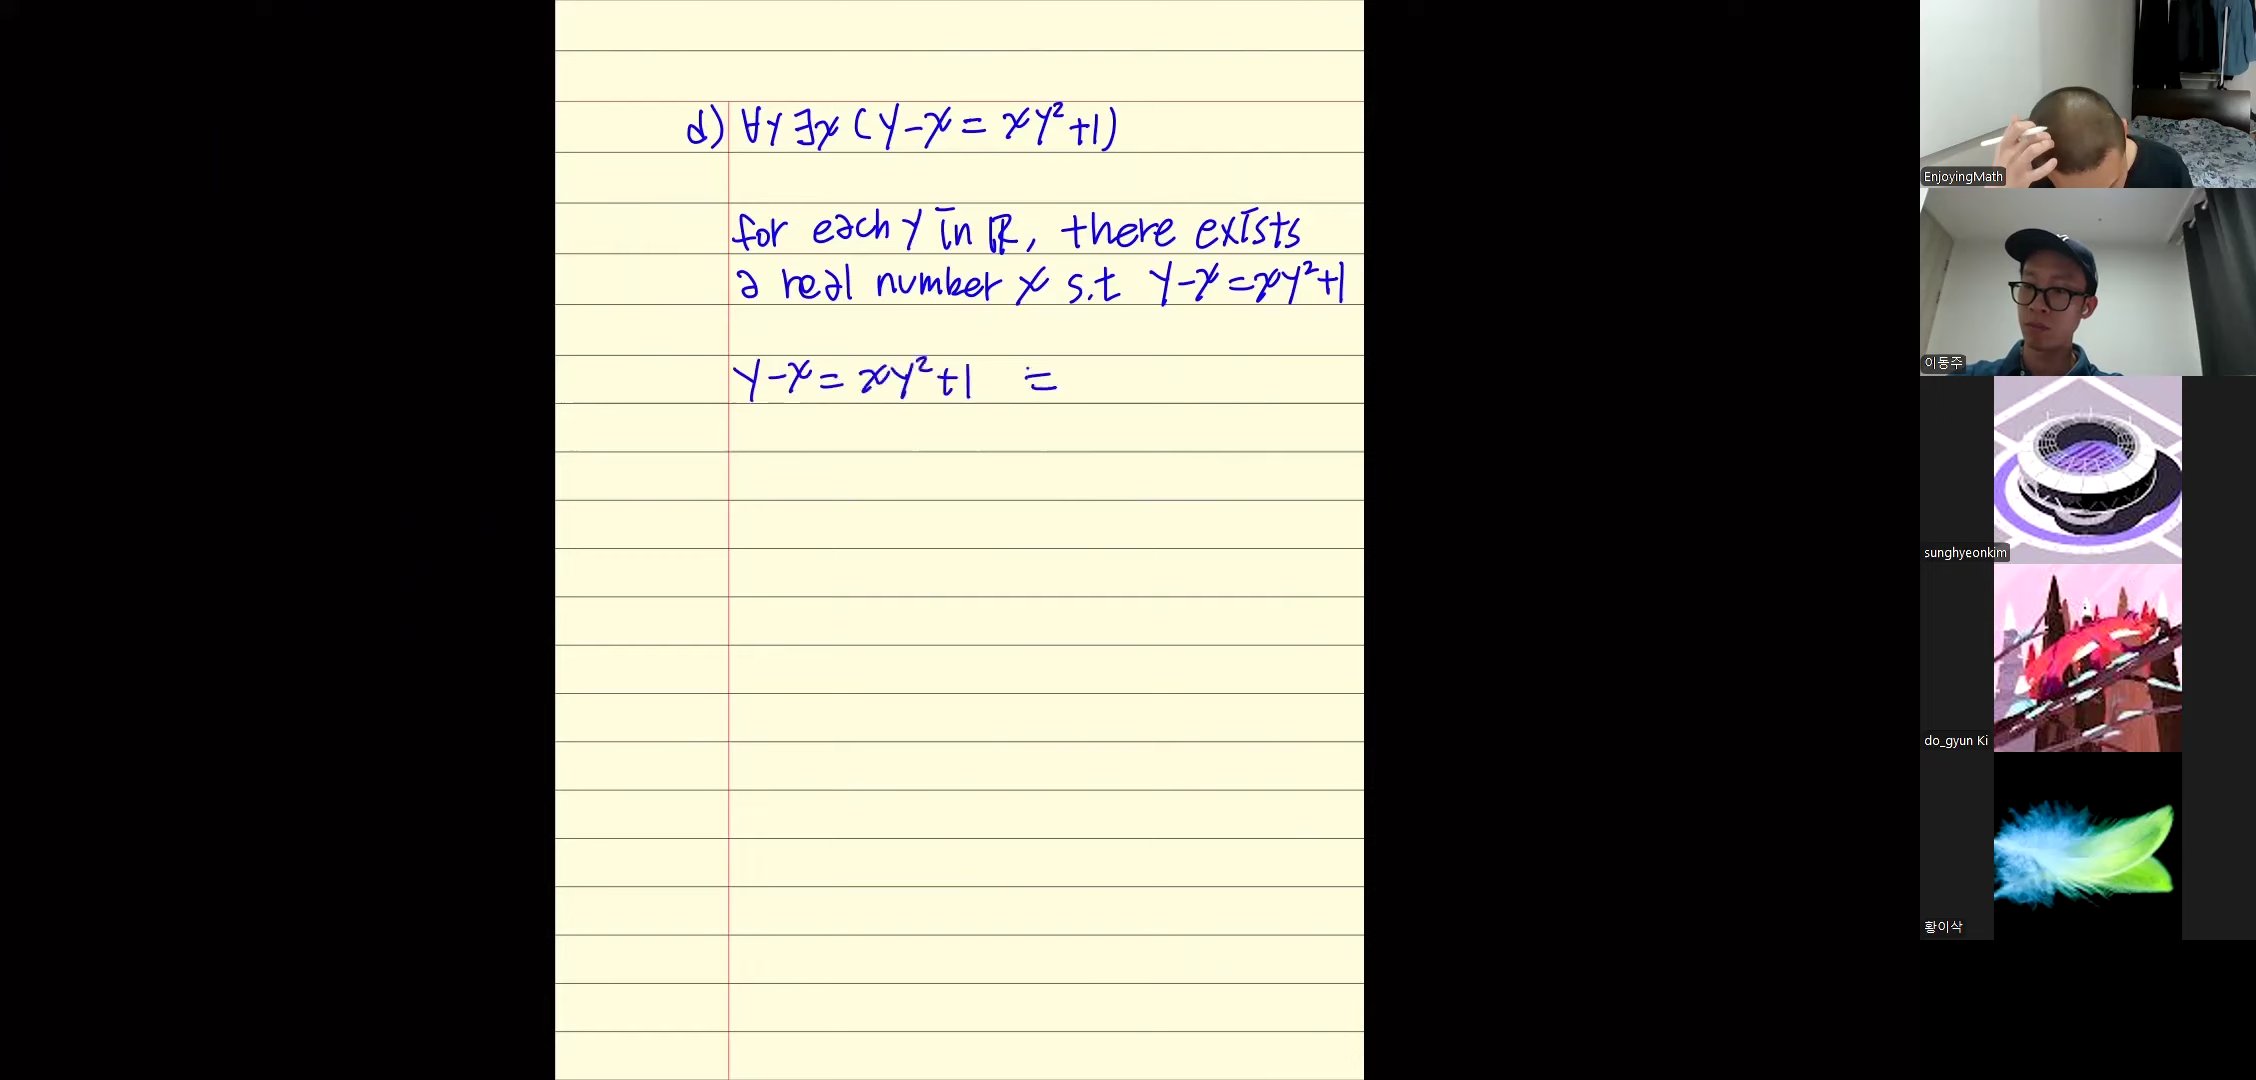 d) ∀y ∃x (y-x = xy²+1)
for each y in ℝ, there exists
a real number x s.t y-x=xy²+1
y-x = xy²+1 =
EnjoyingMath
이동주
sunghyeonkim
do_gyun Ki
황이삭